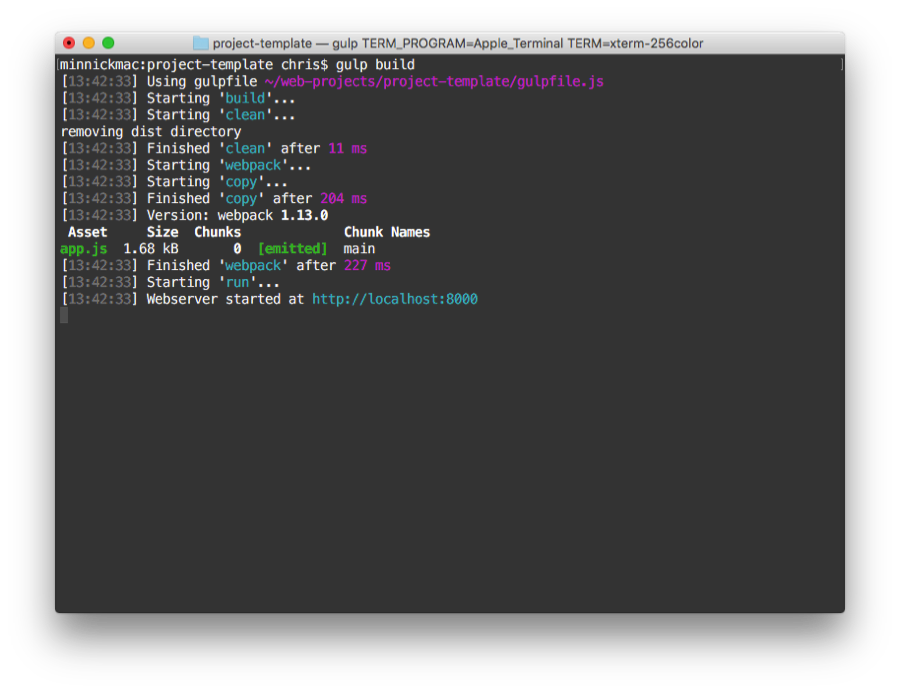 project-template — gulp TERM_PROGRAM=Apple_Terminal TERM=xterm-256color
[minnickmac:project-template chris$ gulp build ]
[13:42:33] Using gulpfile ~/web-projects/project-template/gulpfile.js
[13:42:33] Starting 'build'...
[13:42:33] Starting 'clean'...
removing dist directory
[13:42:33] Finished 'clean' after 11 ms
[13:42:33] Starting 'webpack'...
[13:42:33] Starting 'copy'...
[13:42:33] Finished 'copy' after 204 ms
[13:42:33] Version: webpack 1.13.0
Asset Size Chunks Chunk Names
app.js 1.68 kB 0 [emitted] main
[13:42:33] Finished 'webpack' after 227 ms
[13:42:33] Starting 'run'...
[13:42:33] Webserver started at http://localhost:8000